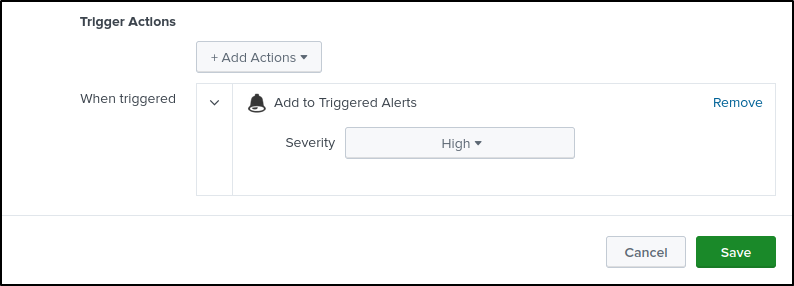 Trigger Actions
+ Add Actions
When triggered
Add to Triggered Alerts
Remove
Severity
High
Cancel
Save